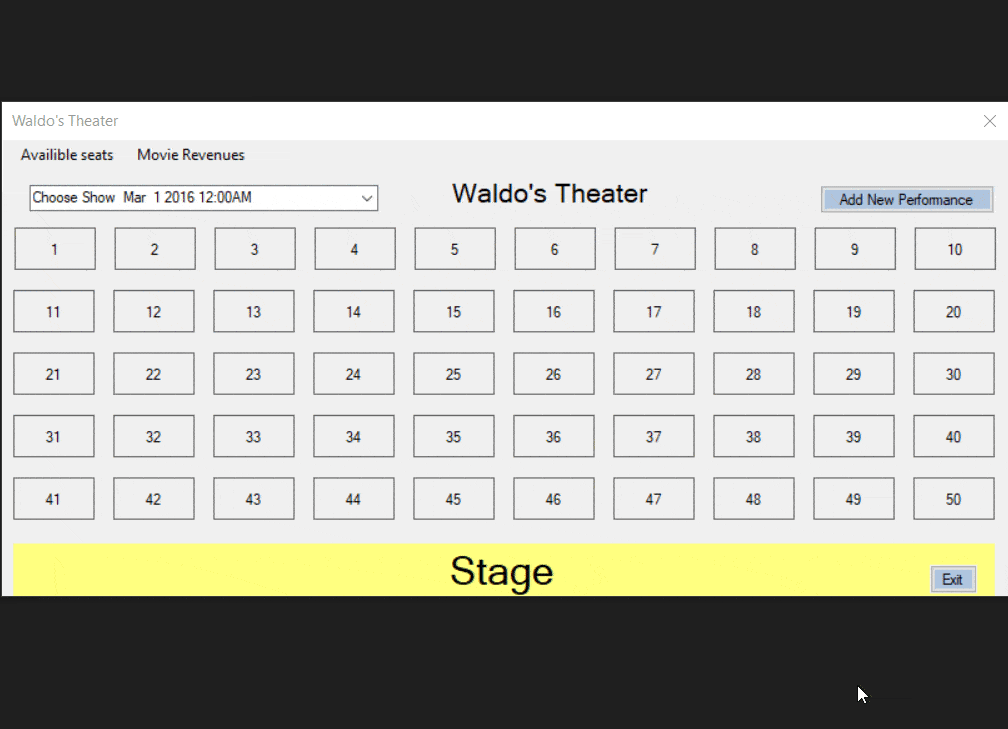 Waldo's Theater
Availible seats Movie Revenues
Choose Show Mar 1 2016 12:00AM Waldo's Theater Add New Performance
1 2 3 4 5 6 7 8 9 10
11 12 13 14 15 16 17 18 19 20
21 22 23 24 25 26 27 28 29 30
31 32 33 34 35 36 37 38 39 40
41 42 43 44 45 46 47 48 49 50
Stage
Exit